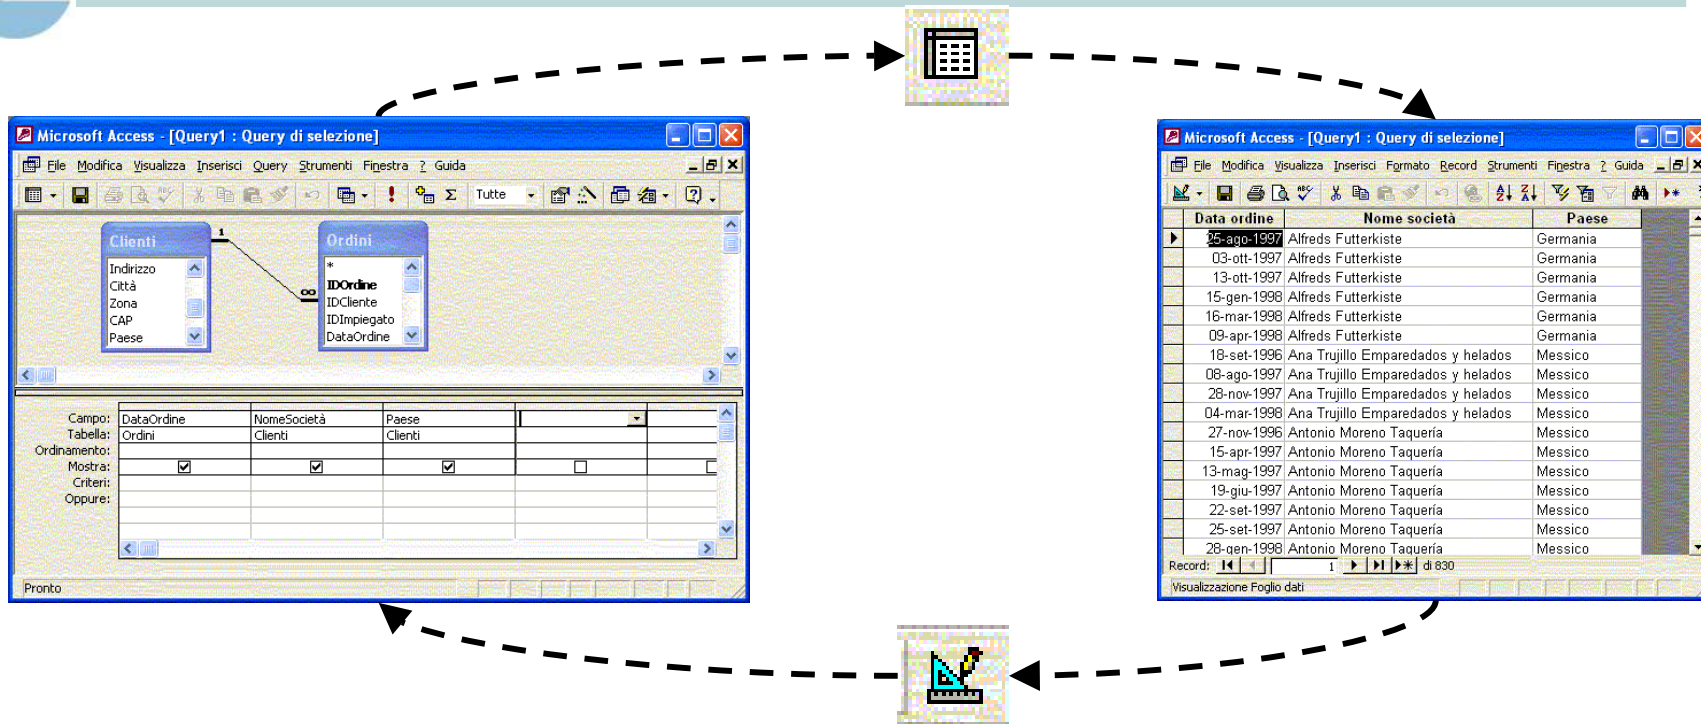 Microsoft Access - [Query1 : Query di selezione]
File Modifica Visualizza Inserisci Query Strumenti Finestra ? Guida
Tutte
Clienti
Indirizzo
Città
Zona
CAP
Paese
1
∞
Ordini
*
IDOrdine
IDCliente
IDImpiegato
DataOrdine
Campo: DataOrdine NomeSocietà Paese
Tabella: Ordini Clienti Clienti
Ordinamento:
Mostra:
Criteri:
Oppure:
Pronto
Microsoft Access - [Query1 : Query di selezione]
File Modifica Visualizza Inserisci Formato Record Strumenti Finestra ? Guida
Data ordine Nome società Paese
25-ago-1997 Alfreds Futterkiste Germania
03-ott-1997 Alfreds Futterkiste Germania
13-ott-1997 Alfreds Futterkiste Germania
15-gen-1998 Alfreds Futterkiste Germania
16-mar-1998 Alfreds Futterkiste Germania
09-apr-1998 Alfreds Futterkiste Germania
18-set-1996 Ana Trujillo Emparedados y helados Messico
08-ago-1997 Ana Trujillo Emparedados y helados Messico
28-nov-1997 Ana Trujillo Emparedados y helados Messico
04-mar-1998 Ana Trujillo Emparedados y helados Messico
27-nov-1996 Antonio Moreno Taquería Messico
15-apr-1997 Antonio Moreno Taquería Messico
13-mag-1997 Antonio Moreno Taquería Messico
19-giu-1997 Antonio Moreno Taquería Messico
22-set-1997 Antonio Moreno Taquería Messico
25-set-1997 Antonio Moreno Taquería Messico
28-gen-1998 Antonio Moreno Taquería Messico
Record: 1 di 830
Visualizzazione Foglio dati